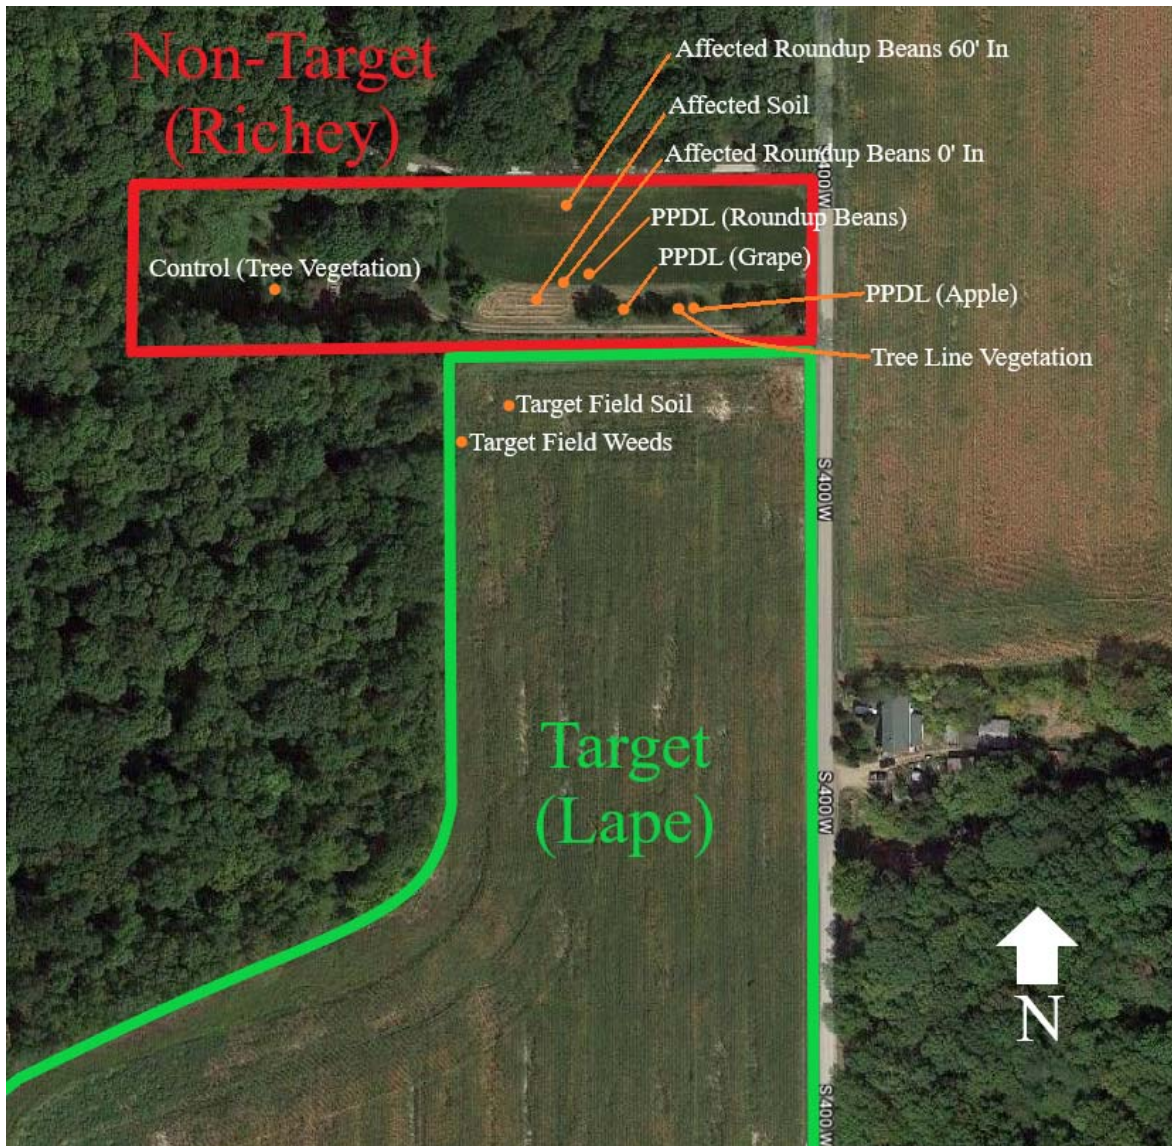 Non-Target
(Richey)
Affected Roundup Beans 60' In
Affected Soil
Affected Roundup Beans 0' In
S 400 W
PPDL (Roundup Beans)
PPDL (Grape)
Control (Tree Vegetation)
PPDL (Apple)
Tree Line Vegetation
Target Field Soil
Target Field Weeds
S 400 W
Target
(Lape)
S 400 W
N
S 400 W